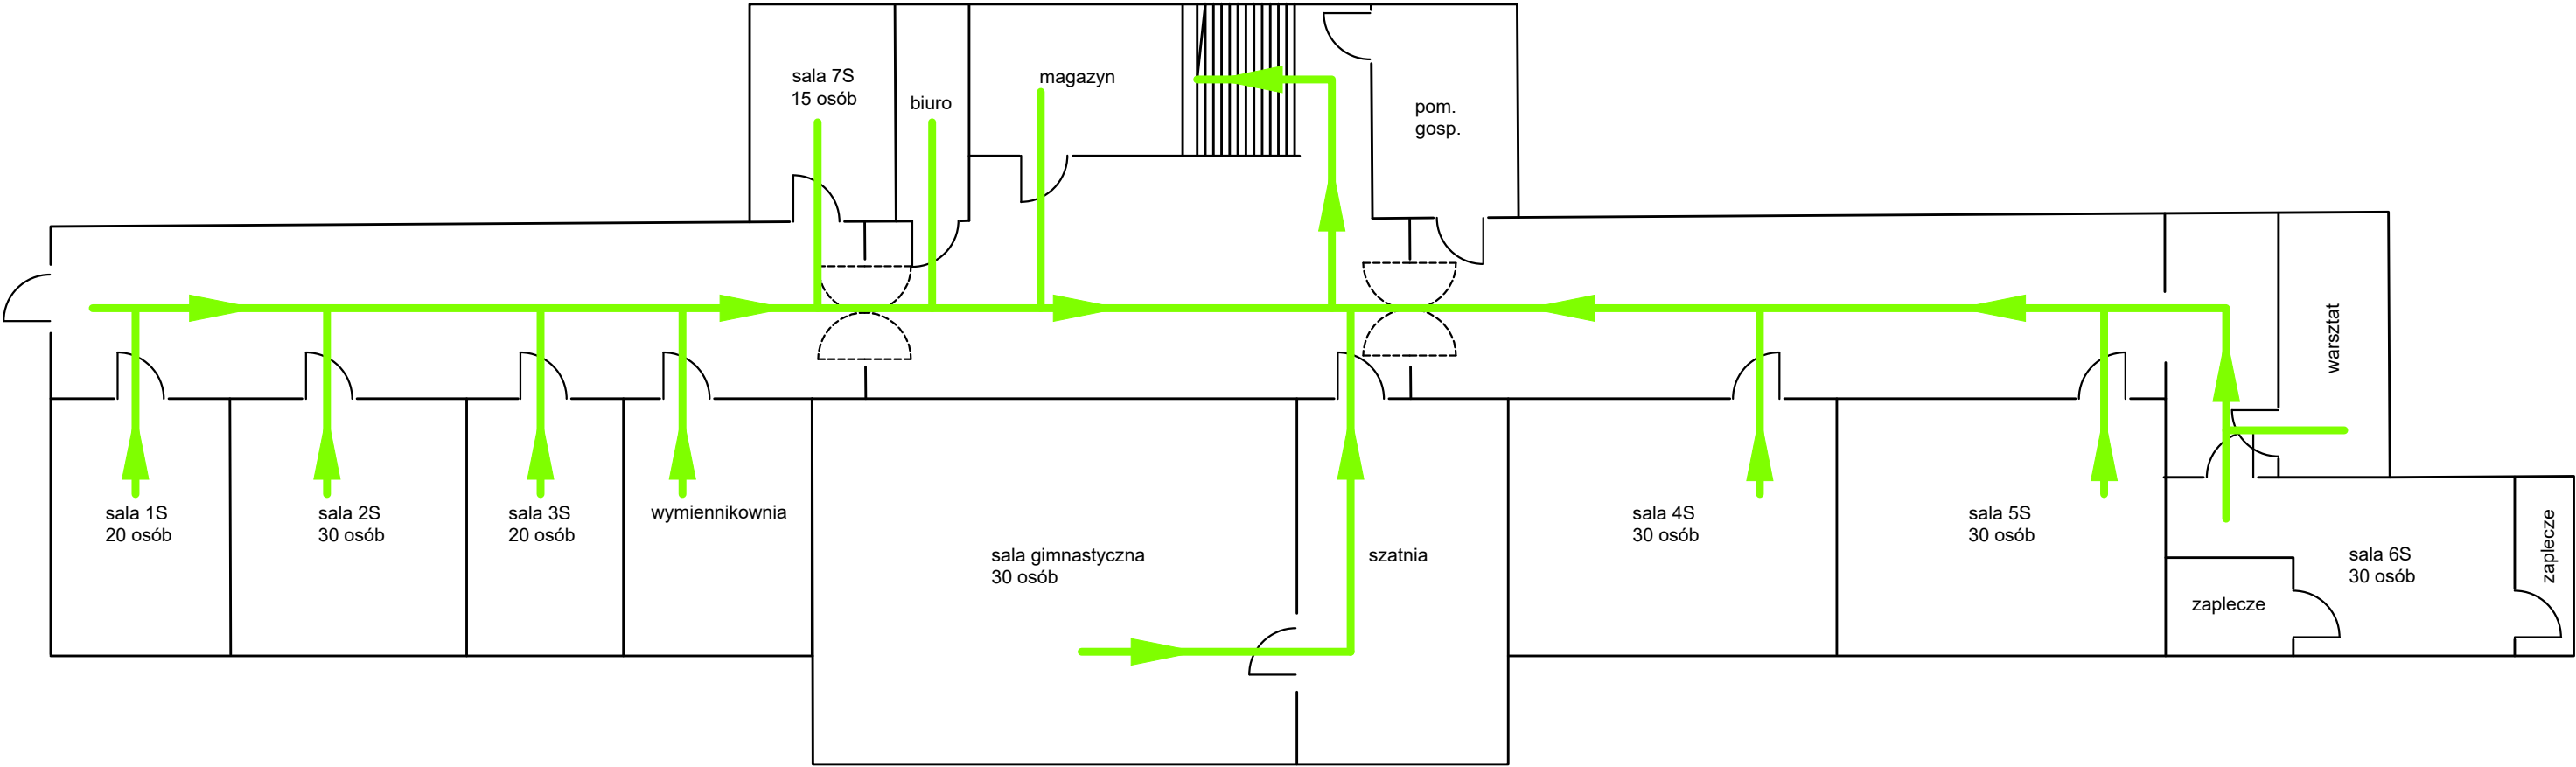 sala 7S
15 osób
biuro
magazyn
pom.
gosp.
warsztat
sala 1S
20 osób
sala 2S
30 osób
sala 3S
20 osób
wymiennikownia
sala gimnastyczna
30 osób
szatnia
sala 4S
30 osób
sala 5S
30 osób
zaplecze
sala 6S
30 osób
zaplecze